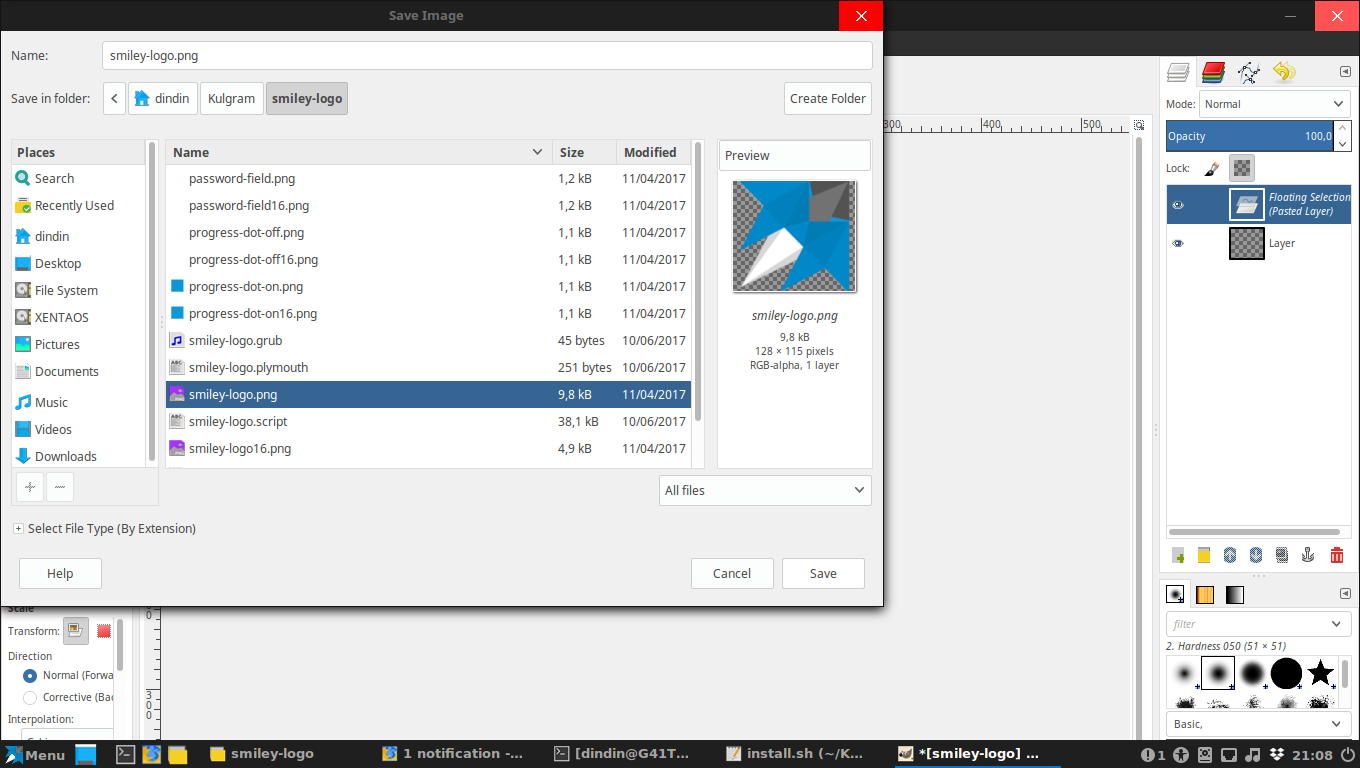 Save Image
Name: smiley-logo.png
Save in folder: dindin Kulgram smiley-logo Create Folder
Places
Search
Recently Used
dindin
Desktop
File System
XENTAOS
Pictures
Documents
Music
Videos
Downloads
Name Size Modified
password-field.png 1,2 kB 11/04/2017
password-field16.png 1,2 kB 11/04/2017
progress-dot-off.png 1,1 kB 11/04/2017
progress-dot-off16.png 1,1 kB 11/04/2017
progress-dot-on.png 1,1 kB 11/04/2017
progress-dot-on16.png 1,1 kB 11/04/2017
smiley-logo.grub 45 bytes 10/06/2017
smiley-logo.plymouth 251 bytes 10/06/2017
smiley-logo.png 9,8 kB 11/04/2017
smiley-logo.script 38,1 kB 10/06/2017
smiley-logo16.png 4,9 kB 11/04/2017
Preview
smiley-logo.png
9,8 kB
128 × 115 pixels
RGB-alpha, 1 layer
All files
Select File Type (By Extension)
Help Cancel Save
300 400 500
Mode: Normal
Opacity 100,0
Lock:
Floating Selection
(Pasted Layer)
Layer
filter
2. Hardness 050 (51 × 51)
Basic,
Scale
Transform:
Direction
Normal (Forwa
Corrective (Bac
Interpolation:
300
Menu smiley-logo 1 notification -... [dindin@G41T... install.sh (~/K... *[smiley-logo] ... 1 21:08